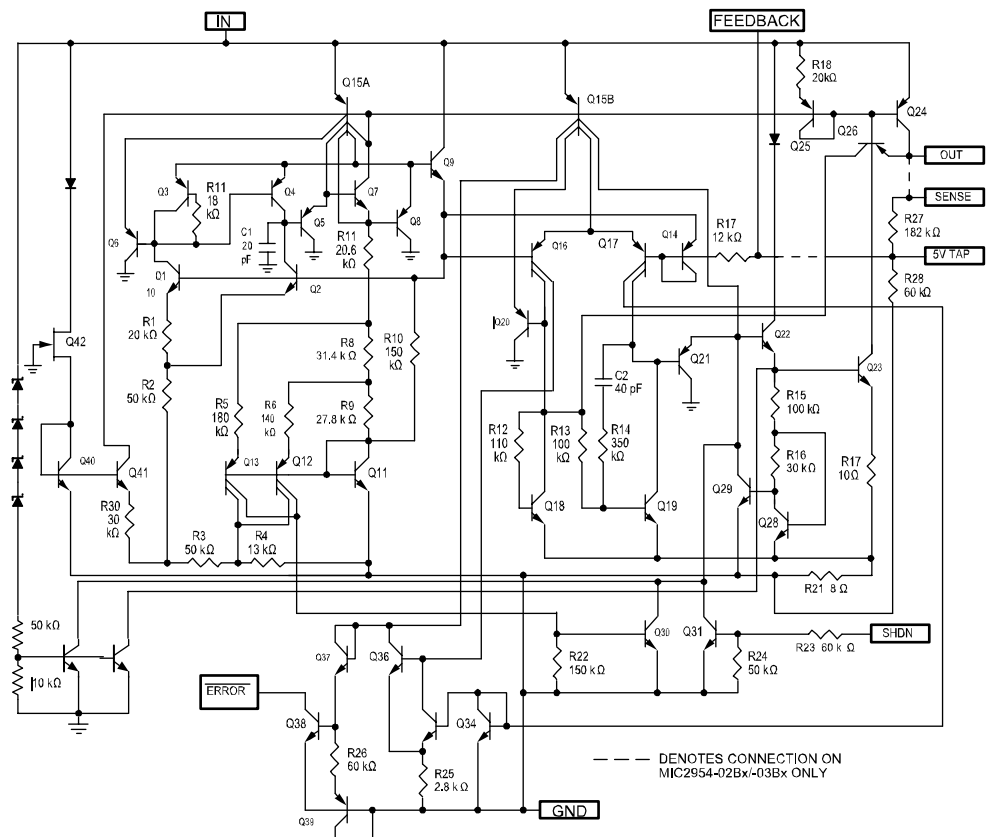 IN
FEEDBACK
Q15A
Q15B
R18
20kΩ
Q24
Q25
Q26
OUT
SENSE
Q9
Q3
R11
18
kΩ
Q4
Q7
Q5
Q8
Q6
C1
20
pF
R11
20.6
kΩ
Q16
Q17
Q14
R17
12 kΩ
R27
182 kΩ
5V TAP
R28
60 kΩ
Q1
10
Q2
R1
20 kΩ
R10
150
kΩ
Q20
Q42
R8
31.4 kΩ
Q21
Q22
Q23
C2
40 pF
R2
50 kΩ
R5
180
kΩ
R6
140
kΩ
R9
27.8 kΩ
R15
100 kΩ
R12
110
kΩ
R13
100
kΩ
R14
350
kΩ
R16
30 kΩ
R17
10Ω
Q40
Q41
Q13
Q12
Q11
Q29
Q18
Q19
Q28
R30
30
kΩ
R3
50 kΩ
R4
13 kΩ
R21 8 Ω
50 kΩ
10 kΩ
Q30
Q31
SHDN
R23 60 kΩ
R22
150 kΩ
R24
50 kΩ
Q37
Q36
ERROR
Q38
Q34
R26
60 kΩ
R25
2.8 kΩ
DENOTES CONNECTION ON
MIC2954-02Bx/-03Bx ONLY
GND
Q39